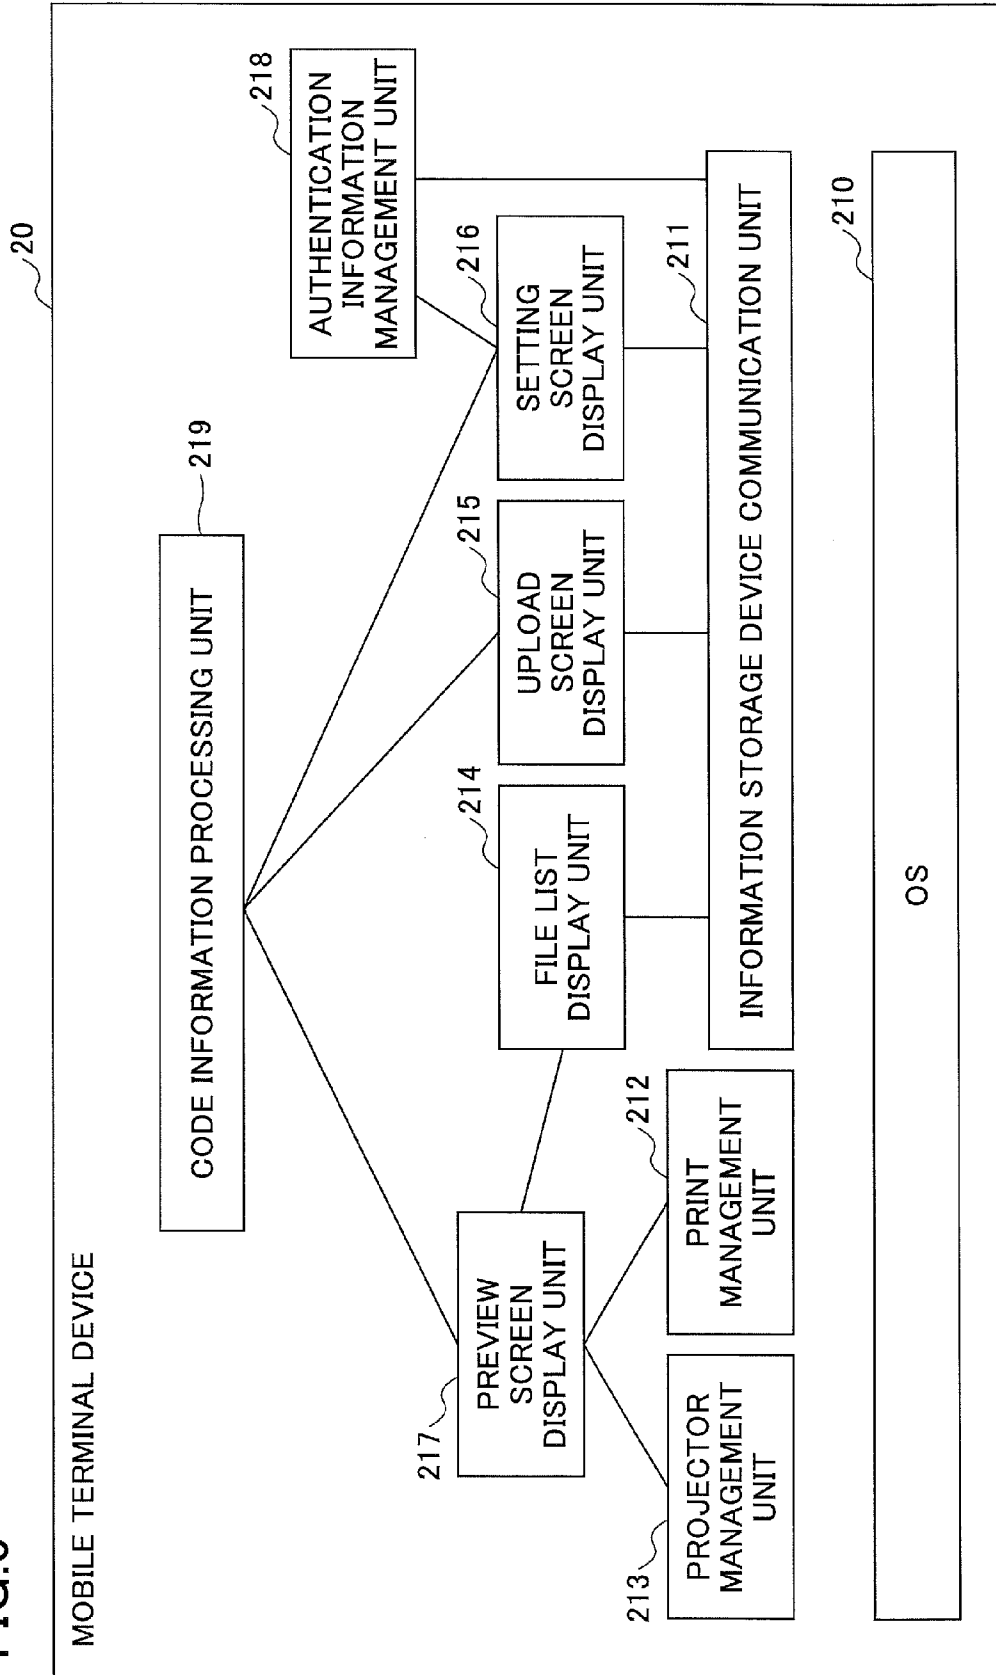 20
MOBILE TERMINAL DEVICE
CODE INFORMATION PROCESSING UNIT
219
218
AUTHENTICATION
INFORMATION
MANAGEMENT UNIT
217
PREVIEW
SCREEN
DISPLAY UNIT
214
FILE LIST
DISPLAY UNIT
215
UPLOAD
SCREEN
DISPLAY UNIT
216
SETTING
SCREEN
DISPLAY UNIT
213
PROJECTOR
MANAGEMENT
UNIT
212
PRINT
MANAGEMENT
UNIT
211
INFORMATION STORAGE DEVICE COMMUNICATION UNIT
210
OS